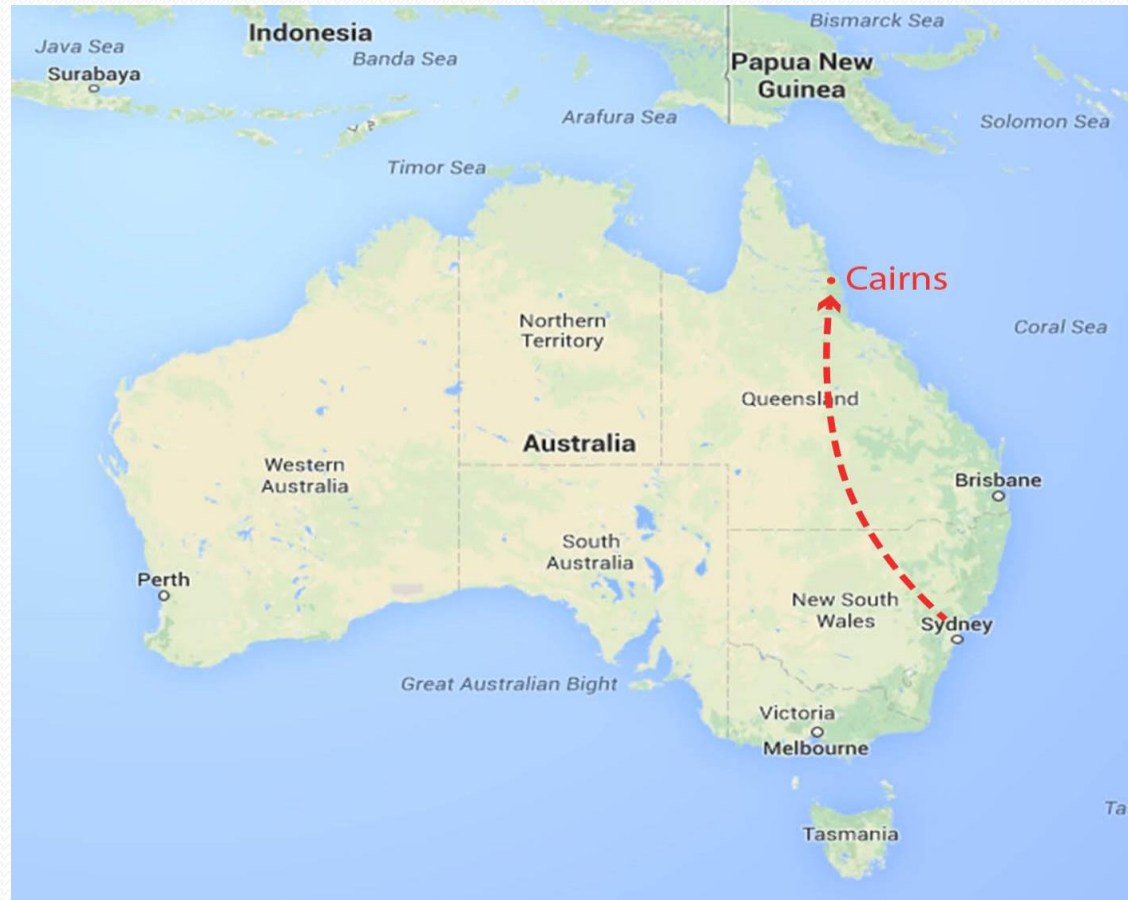 Indonesia
Bismarck Sea
Java Sea
Banda Sea
Surabaya
Papua New
Guinea
Arafura Sea
Solomon Sea
Timor Sea
Cairns
Northern
Territory
Coral Sea
Queensland
Australia
Western
Australia
Brisbane
South
Australia
Perth
New South
Wales
Sydney
Great Australian Bight
Victoria
Melbourne
Ta
Tasmania